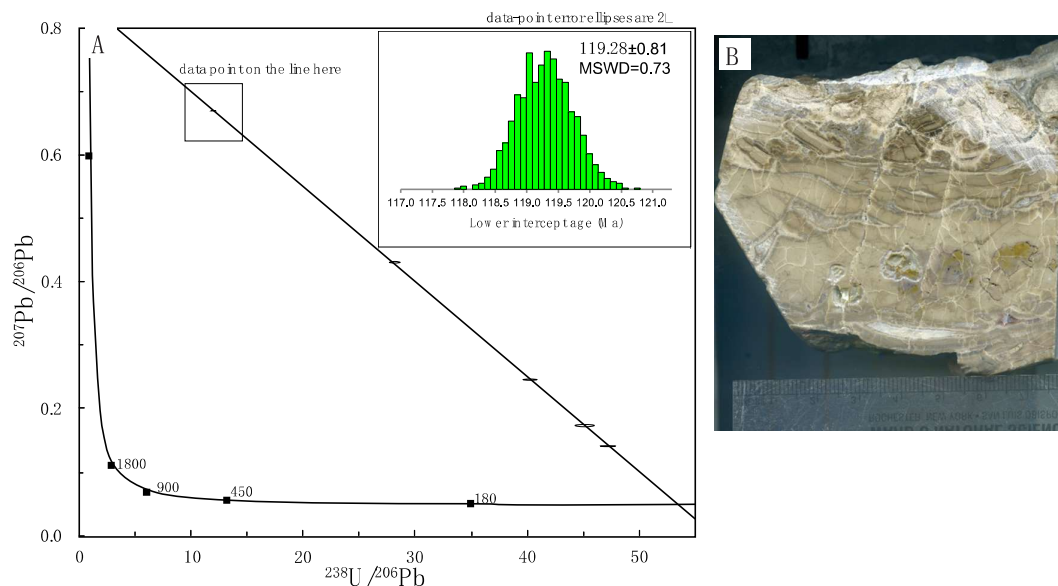 data-point error ellipses are 2
A
data point on the line here
119.28±0.81
MSWD=0.73
117.0 117.5 118.0 118.5 119.0 119.5 120.0 120.5 121.0
Lower intercept age (Ma)
0.8
0.6
0.4
0.2
0.0
207Pb/206Pb
1800
900
450
180
0 10 20 30 40 50
238U/206Pb
B